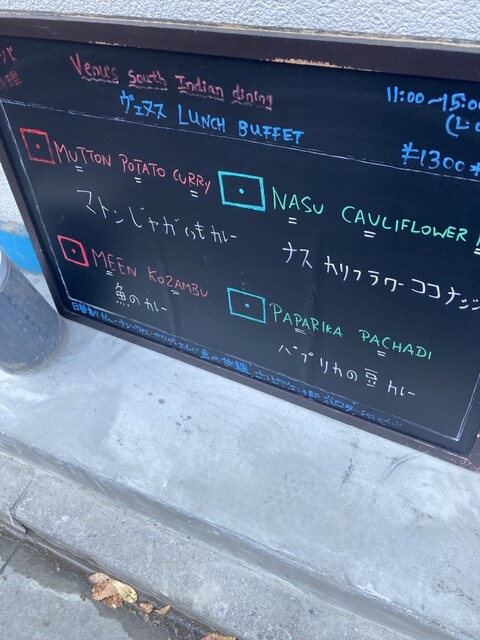 Venu's South Indian dining
11:00~15:00
ヴェヌス LUNCH BUFFET
¥1300
MUTTON POTATO CURRY
マトンじゃがいもカレー
NASU CAULIFLOWER
ナス カリフラワー ココナッツ
MEEN KOZAMBU
魚のカレー
PAPARIKA PACHADI
パプリカの豆カレー